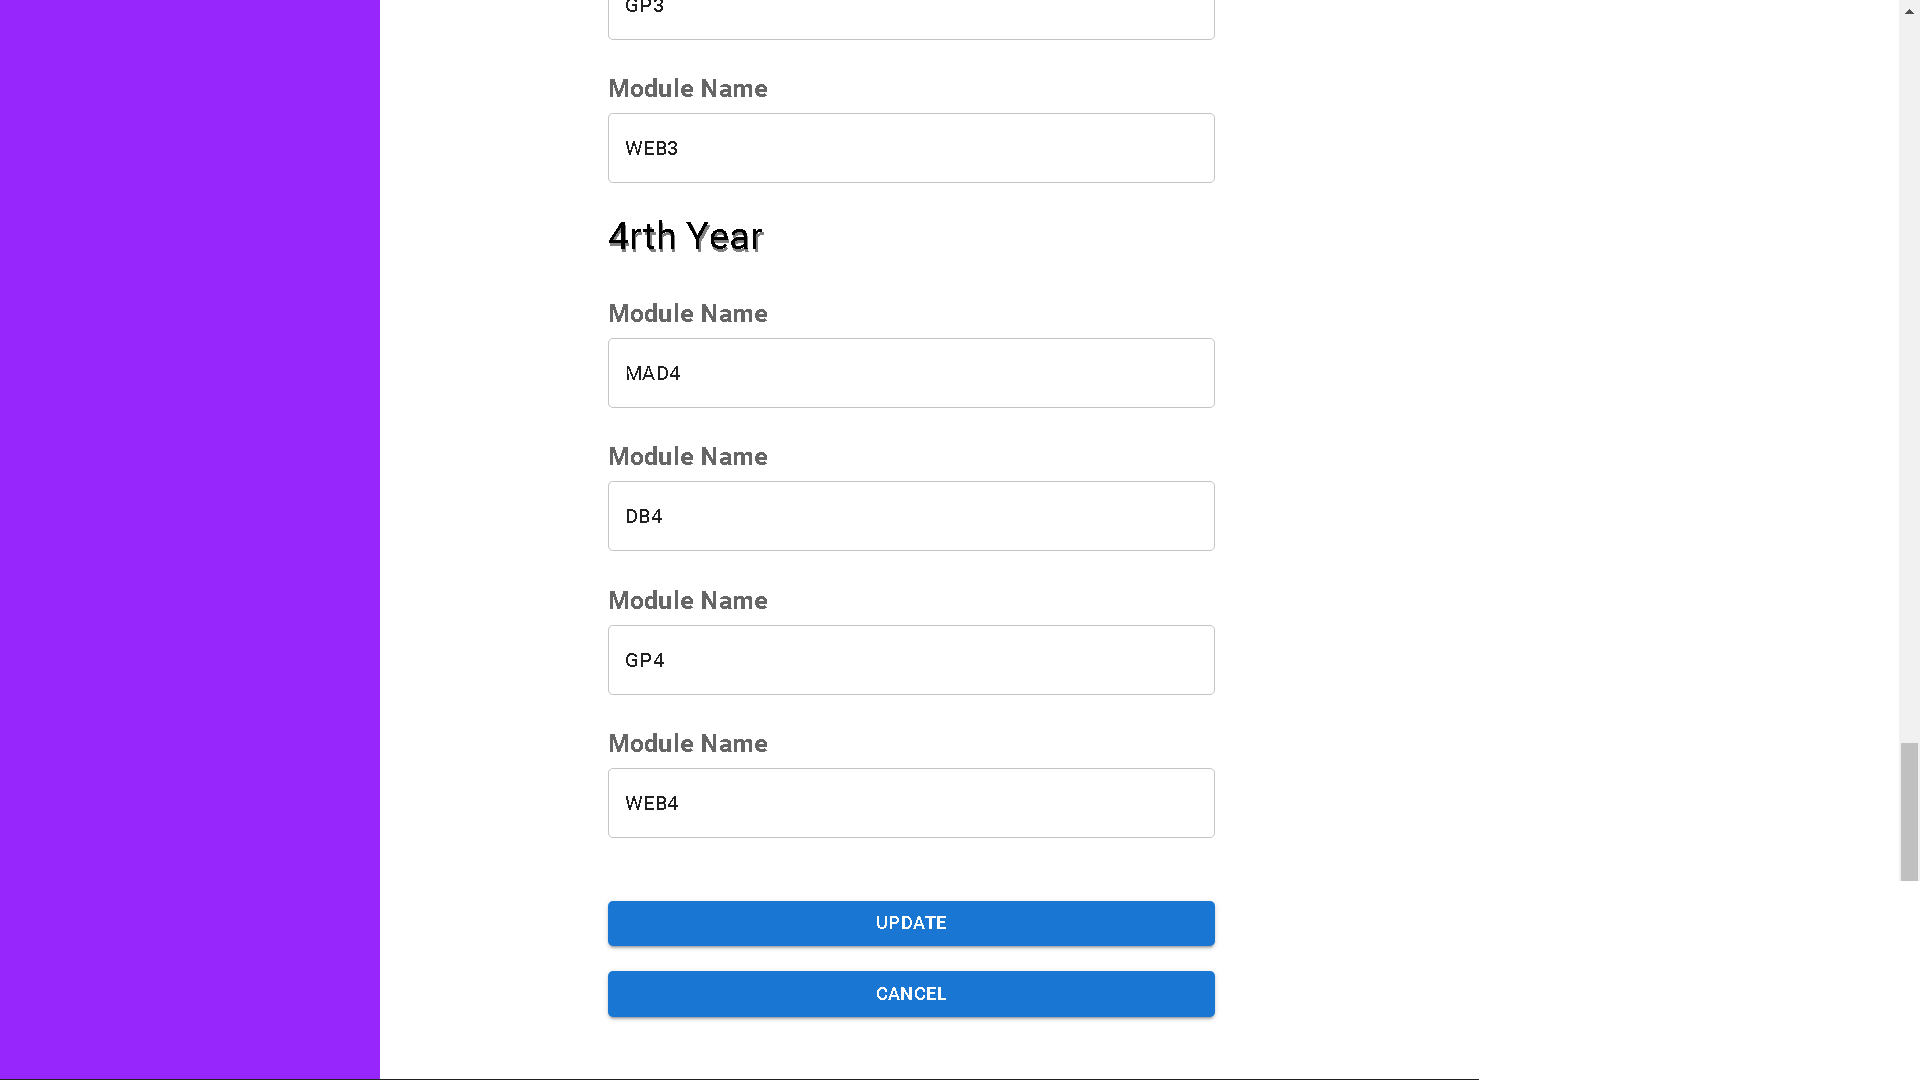 GP3
Module Name
WEB3
4rth Year
Module Name
MAD4
Module Name
DB4
Module Name
GP4
Module Name
WEB4
UPDATE
CANCEL